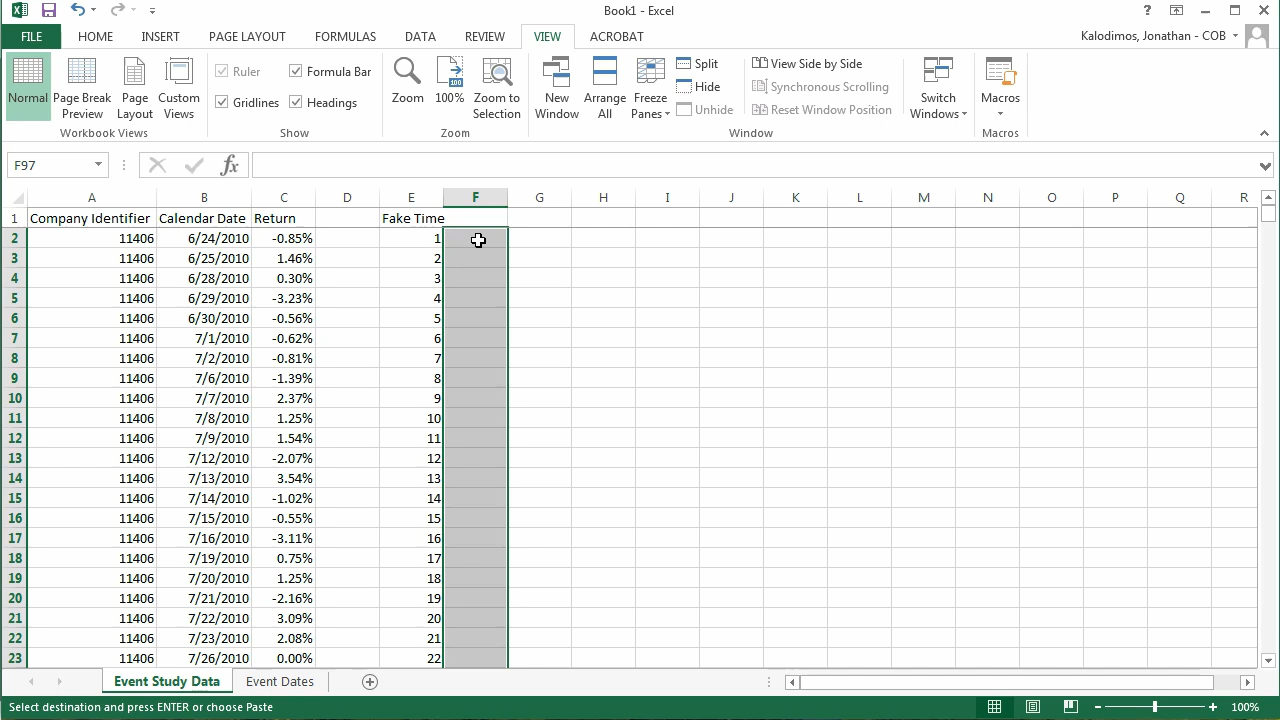 Book1 - Excel
?
FILE HOME INSERT PAGE LAYOUT FORMULAS DATA REVIEW VIEW ACROBAT Kalodimos, Jonathan - COB
Normal Page Break Preview Page Layout Custom Views
Ruler Formula Bar
Gridlines Headings
Zoom 100% Zoom to Selection
New Window Arrange All Freeze Panes
Split
Hide
Unhide
View Side by Side
Synchronous Scrolling
Reset Window Position
Switch Windows Macros
Workbook Views Show Zoom Window Macros
F97 fx
A B C D E F G H I J K L M N O P Q R
1 Company Identifier Calendar Date Return Fake Time
2 11406 6/24/2010 -0.85% 1
3 11406 6/25/2010 1.46% 2
4 11406 6/28/2010 0.30% 3
5 11406 6/29/2010 -3.23% 4
6 11406 6/30/2010 -0.56% 5
7 11406 7/1/2010 -0.62% 6
8 11406 7/2/2010 -0.81% 7
9 11406 7/6/2010 -1.39% 8
10 11406 7/7/2010 2.37% 9
11 11406 7/8/2010 1.25% 10
12 11406 7/9/2010 1.54% 11
13 11406 7/12/2010 -2.07% 12
14 11406 7/13/2010 3.54% 13
15 11406 7/14/2010 -1.02% 14
16 11406 7/15/2010 -0.55% 15
17 11406 7/16/2010 -3.11% 16
18 11406 7/19/2010 0.75% 17
19 11406 7/20/2010 1.25% 18
20 11406 7/21/2010 -2.16% 19
21 11406 7/22/2010 3.09% 20
22 11406 7/23/2010 2.08% 21
23 11406 7/26/2010 0.00% 22
Event Study Data Event Dates
Select destination and press ENTER or choose Paste 100%